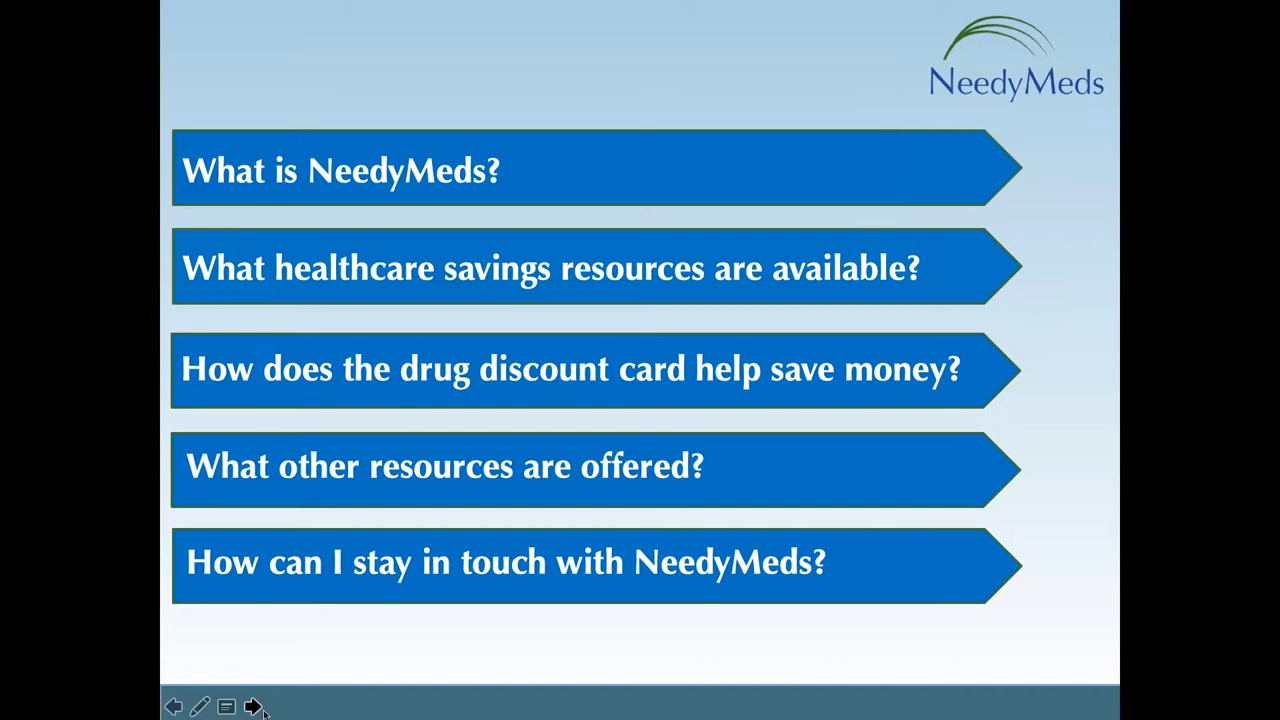 NeedyMeds
What is NeedyMeds?
What healthcare savings resources are available?
How does the drug discount card help save money?
What other resources are offered?
How can I stay in touch with NeedyMeds?